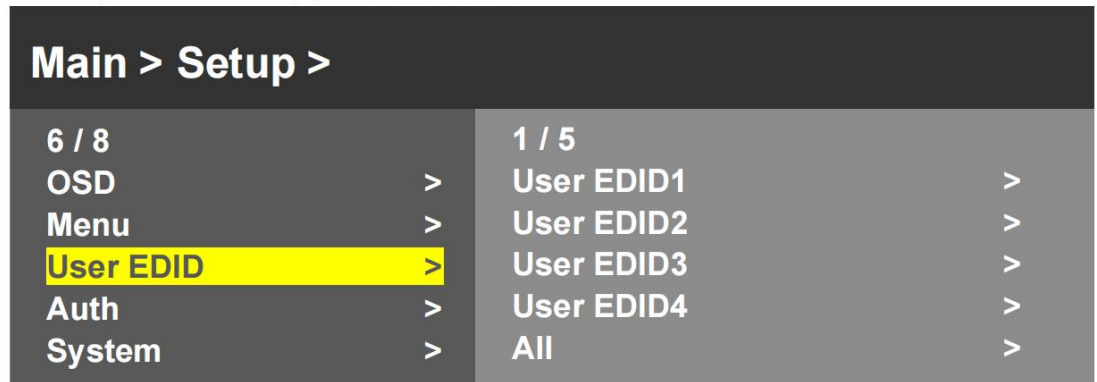 Main > Setup >
6 / 8
OSD >
Menu >
User EDID >
Auth >
System >
1 / 5
User EDID1 >
User EDID2 >
User EDID3 >
User EDID4 >
All >